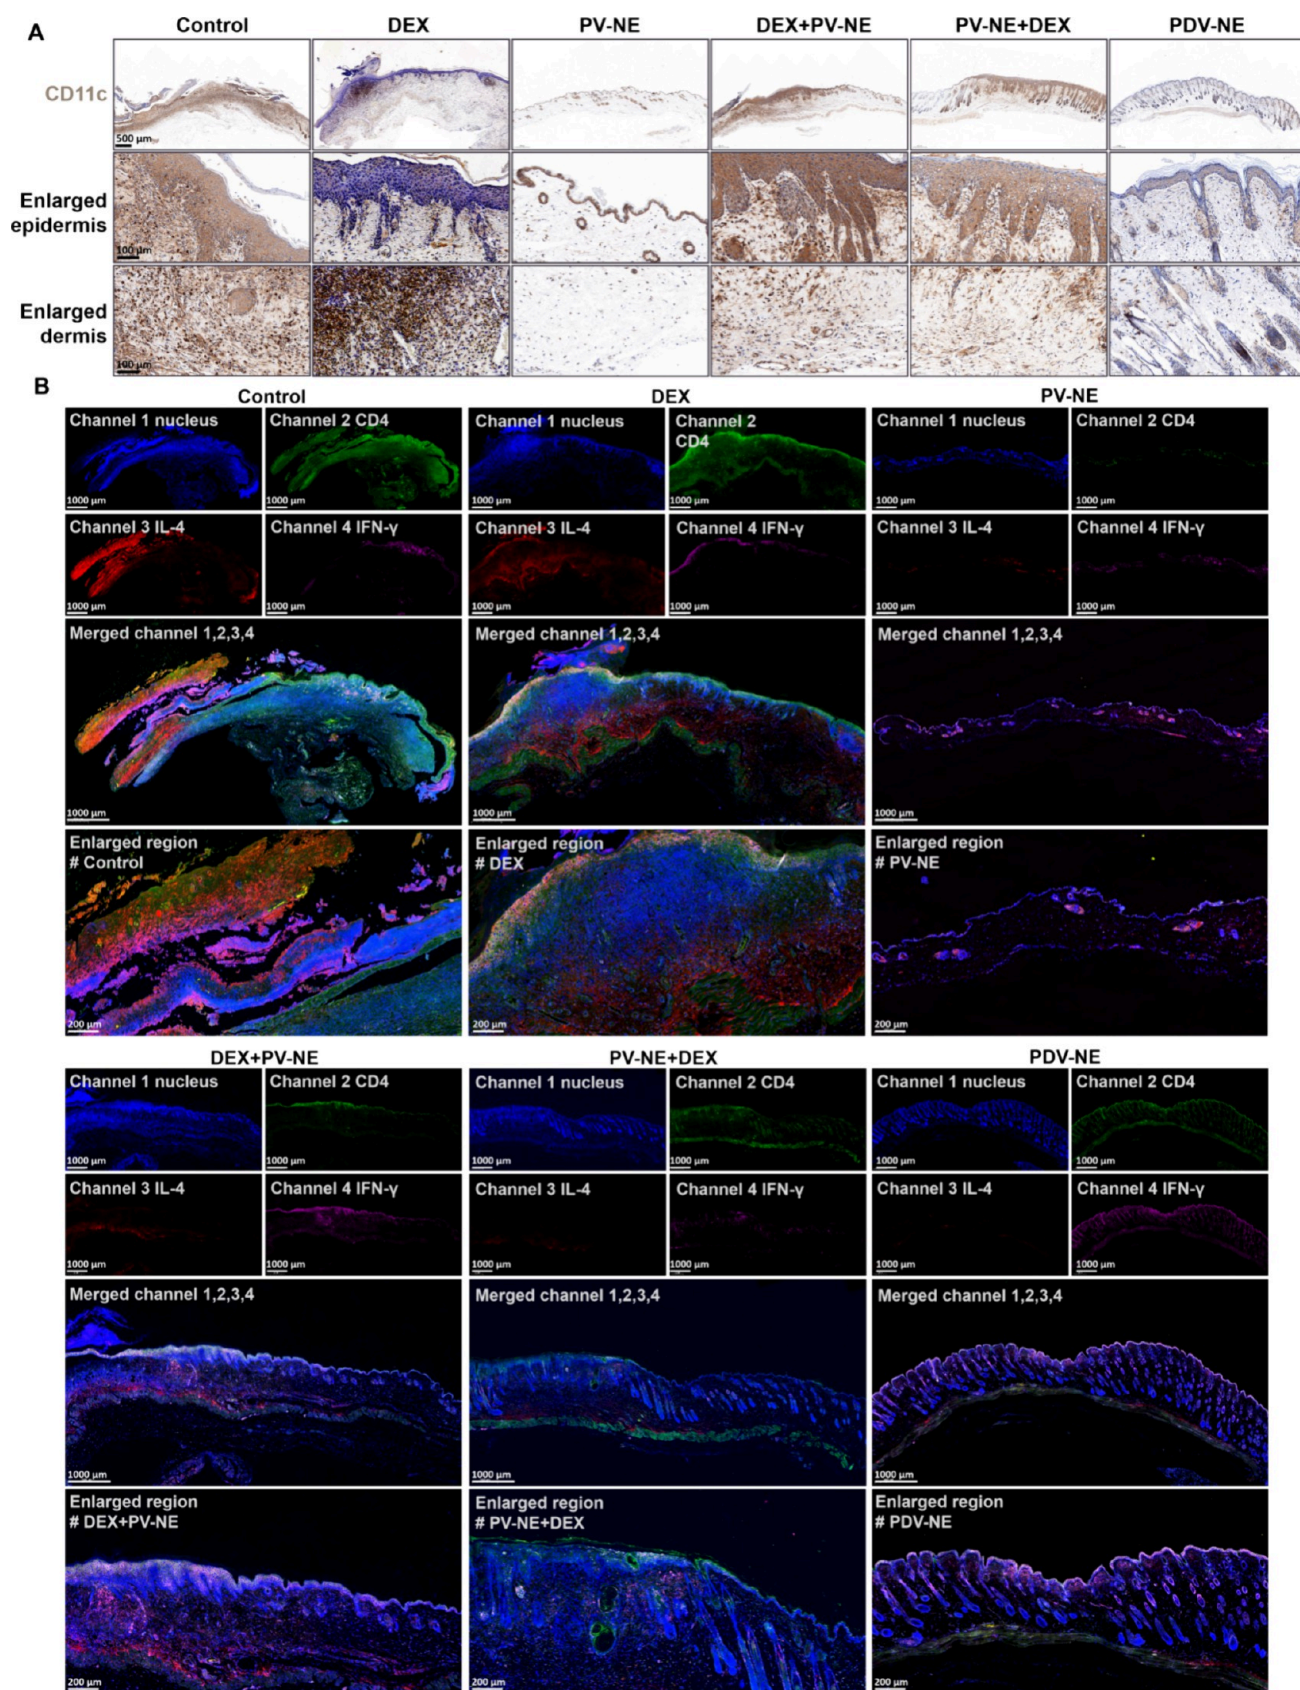 A
Control DEX PV-NE DEX+PV-NE PV-NE+DEX PDV-NE
CD11c
500 µm
Enlarged
epidermis
100 µm
Enlarged
dermis
100 µm
B
Control DEX PV-NE
Channel 1 nucleus Channel 2 CD4 Channel 1 nucleus Channel 2
CD4 Channel 1 nucleus Channel 2 CD4
1000 µm 1000 µm 1000 µm 1000 µm 1000 µm 1000 µm
Channel 3 IL-4 Channel 4 IFN-γ Channel 3 IL-4 Channel 4 IFN-γ Channel 3 IL-4 Channel 4 IFN-γ
1000 µm 1000 µm 1000 µm 1000 µm 1000 µm 1000 µm
Merged channel 1,2,3,4 Merged channel 1,2,3,4 Merged channel 1,2,3,4
1000 µm 1000 µm 1000 µm
Enlarged region Enlarged region Enlarged region
# Control # DEX # PV-NE
200 µm 200 µm 200 µm
DEX+PV-NE PV-NE+DEX PDV-NE
Channel 1 nucleus Channel 2 CD4 Channel 1 nucleus Channel 2 CD4 Channel 1 nucleus Channel 2 CD4
1000 µm 1000 µm 1000 µm 1000 µm 1000 µm 1000 µm
Channel 3 IL-4 Channel 4 IFN-γ Channel 3 IL-4 Channel 4 IFN-γ Channel 3 IL-4 Channel 4 IFN-γ
1000 µm 1000 µm 1000 µm 1000 µm 1000 µm 1000 µm
Merged channel 1,2,3,4 Merged channel 1,2,3,4 Merged channel 1,2,3,4
1000 µm 1000 µm 1000 µm
Enlarged region Enlarged region Enlarged region
# DEX+PV-NE # PV-NE+DEX # PDV-NE
200 µm 200 µm 200 µm